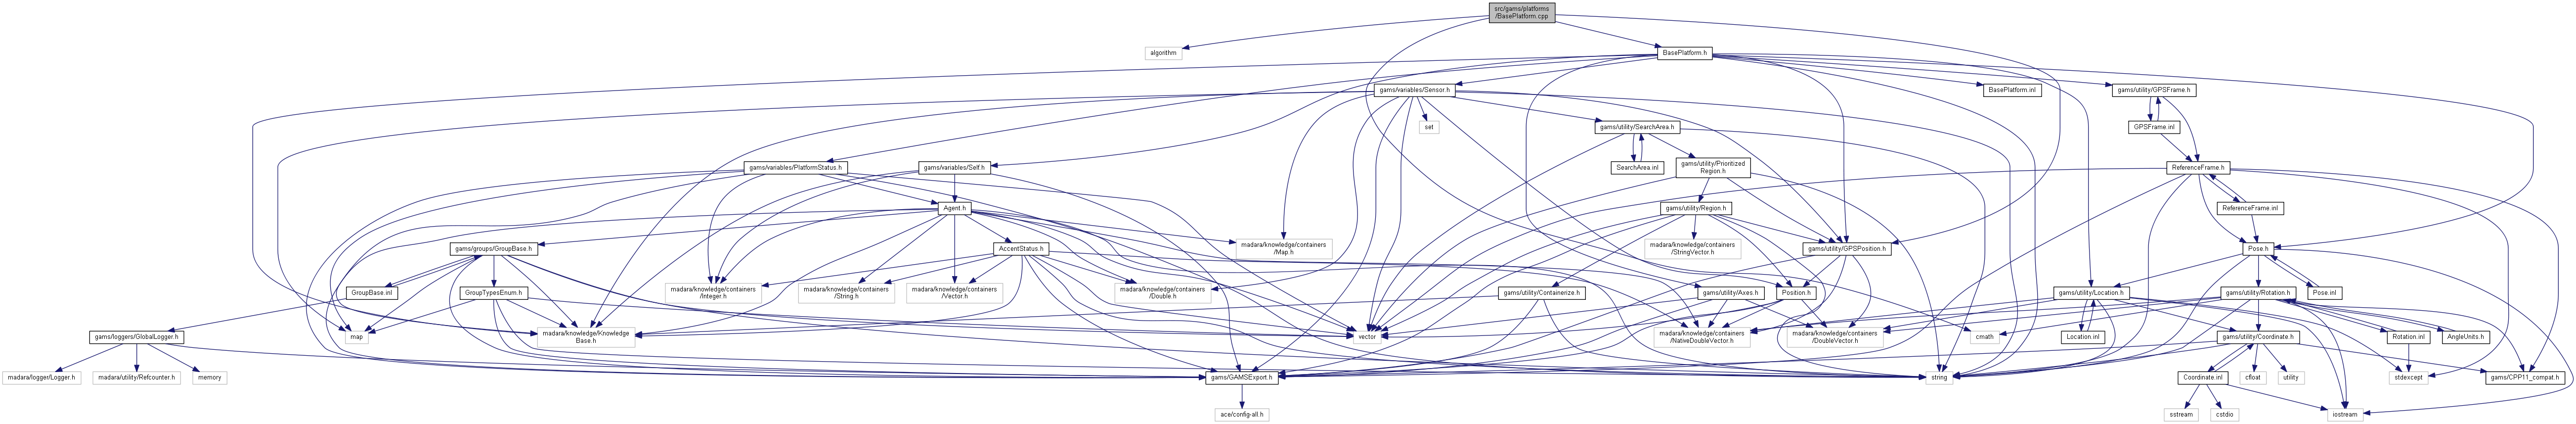 src/gams/platforms
/BasePlatform.cpp
algorithm
BasePlatform.h
gams/variables/Sensor.h
BasePlatform.inl
gams/utility/GPSFrame.h
set
gams/utility/SearchArea.h
GPSFrame.inl
gams/variables/PlatformStatus.h
gams/variables/Self.h
SearchArea.inl
gams/utility/Prioritized
Region.h
ReferenceFrame.h
Agent.h
gams/utility/Region.h
ReferenceFrame.inl
gams/groups/GroupBase.h
AccentStatus.h
madara/knowledge/containers
/Map.h
madara/knowledge/containers
/StringVector.h
gams/utility/GPSPosition.h
Pose.h
GroupBase.inl
GroupTypesEnum.h
madara/knowledge/containers
/Integer.h
madara/knowledge/containers
/String.h
madara/knowledge/containers
/Vector.h
madara/knowledge/containers
/Double.h
gams/utility/Containerize.h
gams/utility/Axes.h
Position.h
gams/utility/Location.h
gams/utility/Rotation.h
Pose.inl
gams/loggers/GlobalLogger.h
map
madara/knowledge/Knowledge
Base.h
vector
madara/knowledge/containers
/NativeDoubleVector.h
madara/knowledge/containers
/DoubleVector.h
cmath
Location.inl
gams/utility/Coordinate.h
Rotation.inl
AngleUnits.h
madara/logger/Logger.h
madara/utility/Refcounter.h
memory
gams/GAMSExport.h
string
Coordinate.inl
cfloat
utility
stdexcept
gams/CPP11_compat.h
ace/config-all.h
sstream
cstdio
iostream